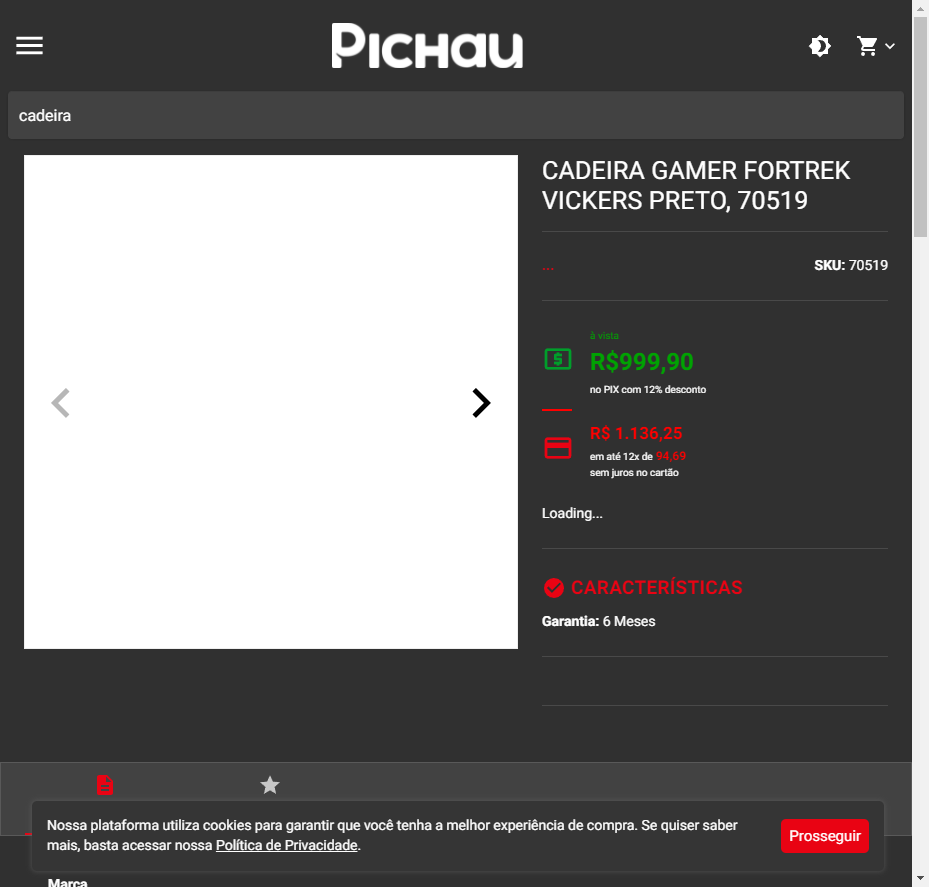 PICHAU
cadeira
CADEIRA GAMER FORTREK
VICKERS PRETO, 70519
...
SKU: 70519
à vista
R$999,90
no PIX com 12% desconto
R$ 1.136,25
em até 12x de 94,69
sem juros no cartão
Loading...
CARACTERÍSTICAS
Garantia: 6 Meses
Nossa plataforma utiliza cookies para garantir que você tenha a melhor experiência de compra. Se quiser saber
mais, basta acessar nossa Política de Privacidade.
Prosseguir
Marca